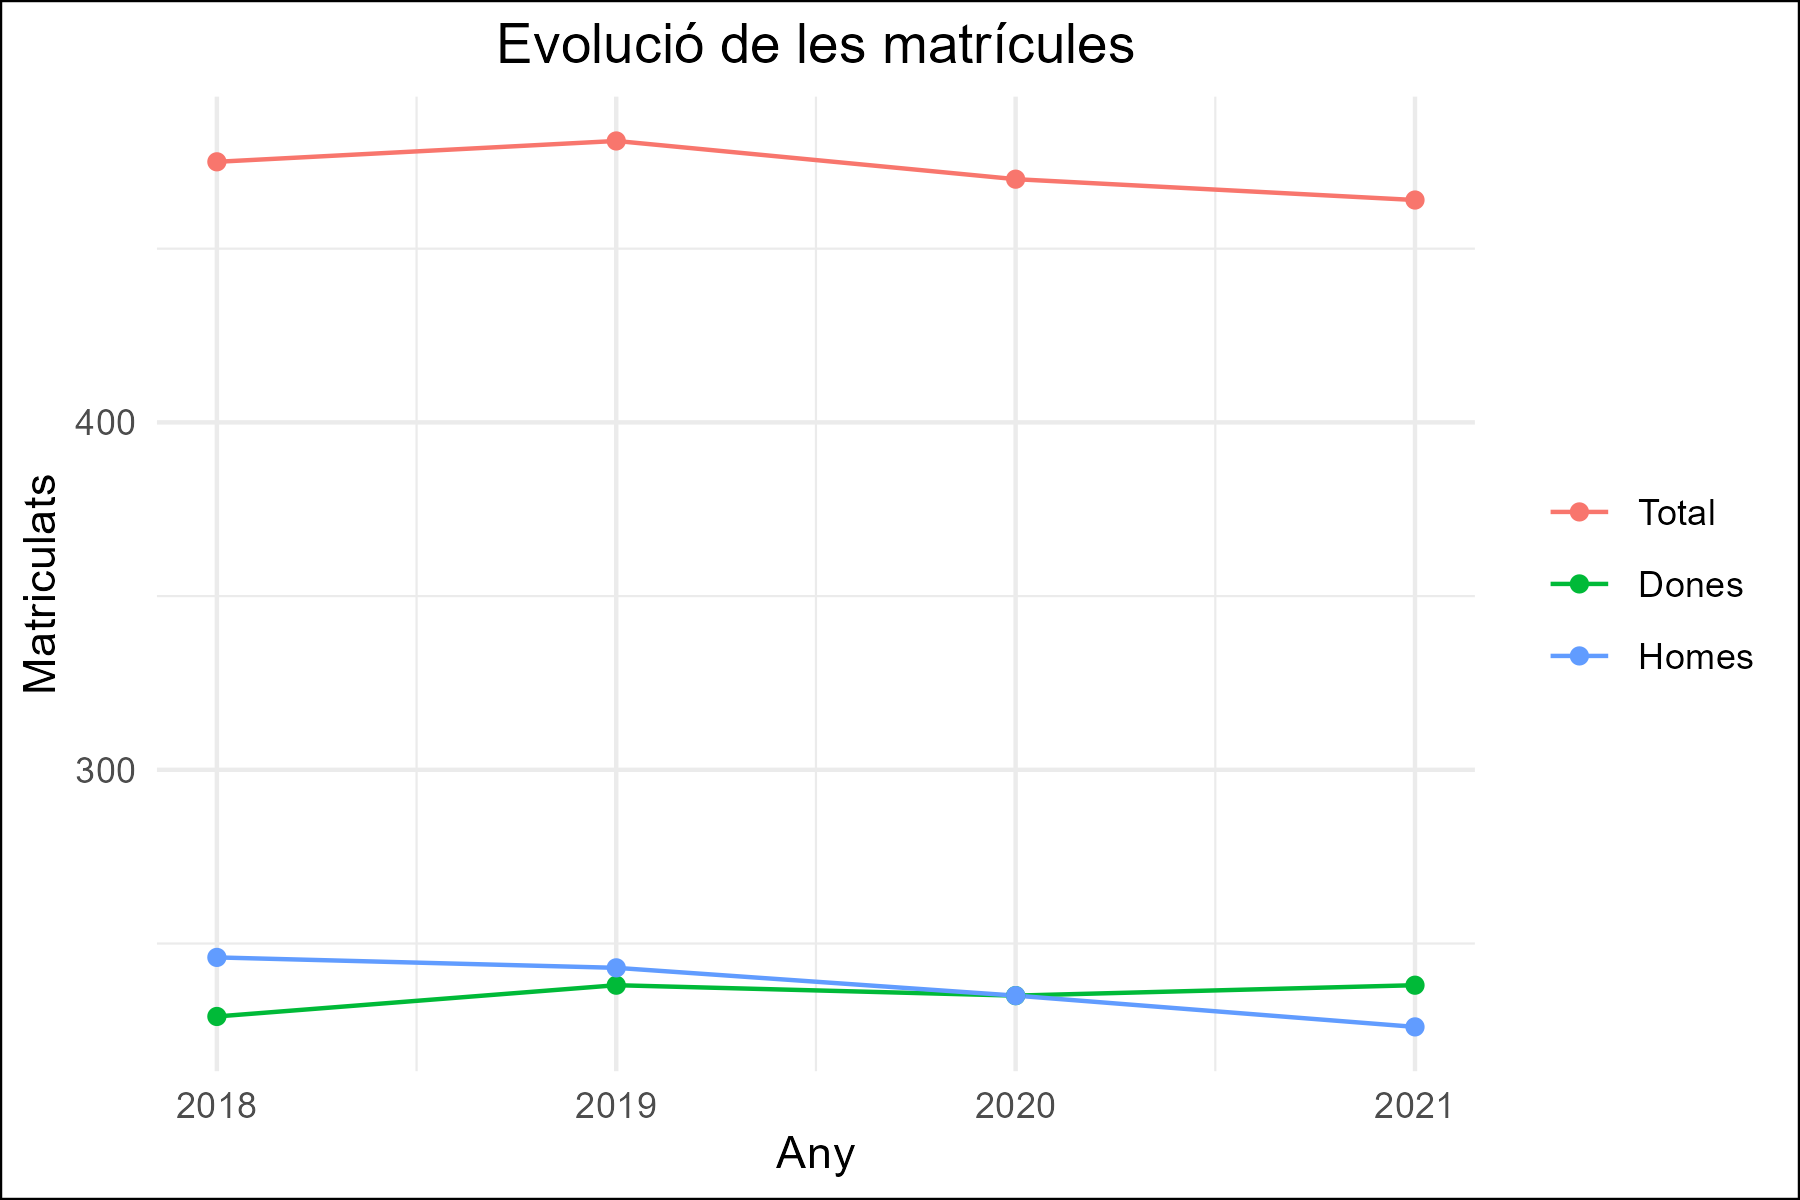 Evolució de les matrícules
Matriculats
400
300
2018
2019
2020
2021
Any
Total
Dones
Homes